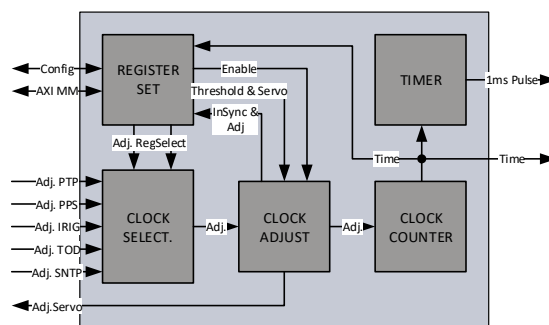 Config
AXI MM
REGISTER
SET
Enable
Threshold & Servo
InSync &
Adj
TIMER
1ms Pulse
Adj. RegSelect
Time
Time
Adj. PTP
Adj. PPS
Adj. IRIG
Adj. TOD
Adj. SNTP
CLOCK
SELECT.
Adj.
CLOCK
ADJUST
Adj.
CLOCK
COUNTER
Adj.Servo